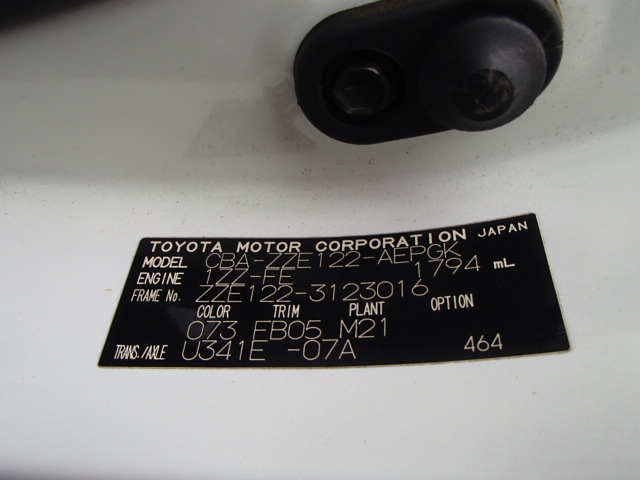 TOYOTA MOTOR CORPORATION JAPAN
MODEL CBA-ZZE122-AEPGK
ENGINE 1ZZ-FE 1794 mL
FRAME No. ZZE122-3123016
COLOR TRIM PLANT OPTION
073 FB05 M21
TRANS./AXLE U341E -07A 464